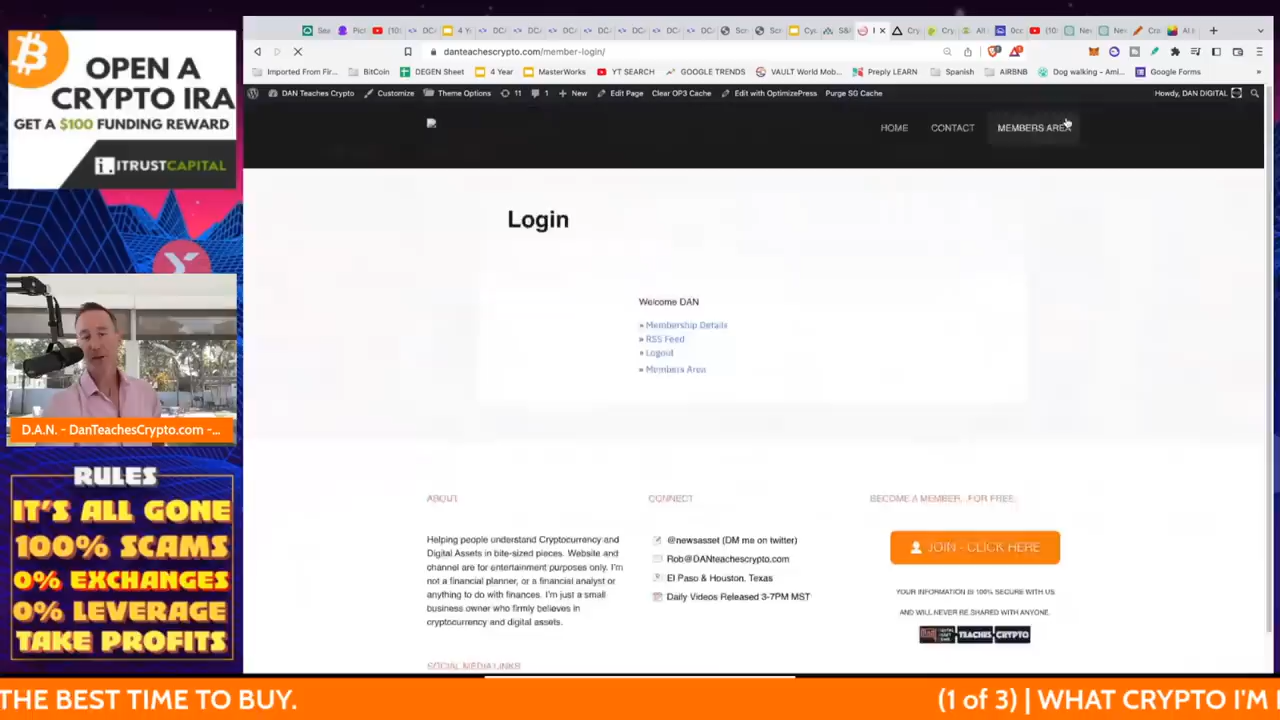 OPEN A
CRYPTO IRA
GET A $100 FUNDING REWARD
ITRUSTCAPITAL
D.A.N. - DanTeachesCrypto.com -...
RULES
IT'S ALL GONE
100% SCAMS
0% EXCHANGES
0% LEVERAGE
TAKE PROFITS
danteachescrypto.com/member-login/
Imported From Fir... BitCoin DEGEN Sheet 4 Year MasterWorks YT SEARCH GOOGLE TRENDS VAULT World Mob... Preply LEARN Spanish AIRBNB Dog walking - Aml... Google Forms
DAN Teaches Crypto Customize Theme Options 11 1 New Edit Page Clear OP3 Cache Edit with OptimizePress Purge SG Cache Howdy, DAN DIGITAL
HOME CONTACT MEMBERS AREA
Login
Welcome DAN
» Membership Details
» RSS Feed
» Logout
» Members Area
ABOUT
Helping people understand Cryptocurrency and
Digital Assets in bite-sized pieces. Website and
channel are for entertainment purposes only. I'm
not a financial planner, or a financial analyst or
anything to do with finances. I'm just a small
business owner who firmly believes in
cryptocurrency and digital assets.
SOCIAL MEDIA LINKS
CONNECT
@newsasset (DM me on twitter)
Rob@DANteachescrypto.com
El Paso & Houston, Texas
Daily Videos Released 3-7PM MST
BECOME A MEMBER...FOR FREE.
JOIN - CLICK HERE
YOUR INFORMATION IS 100% SECURE WITH US
AND WILL NEVER BE SHARED WITH ANYONE.
TEACHES CRYPTO
THE BEST TIME TO BUY. (1 of 3) | WHAT CRYPTO I'M